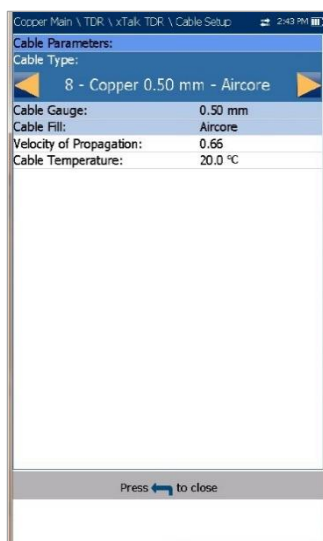 Copper Main \ TDR \ xTalk TDR \ Cable Setup 2:43 PM
Cable Parameters:
Cable Type:
8 - Copper 0.50 mm - Aircore
Cable Gauge: 0.50 mm
Cable Fill: Aircore
Velocity of Propagation: 0.66
Cable Temperature: 20.0 ºC
Press to close